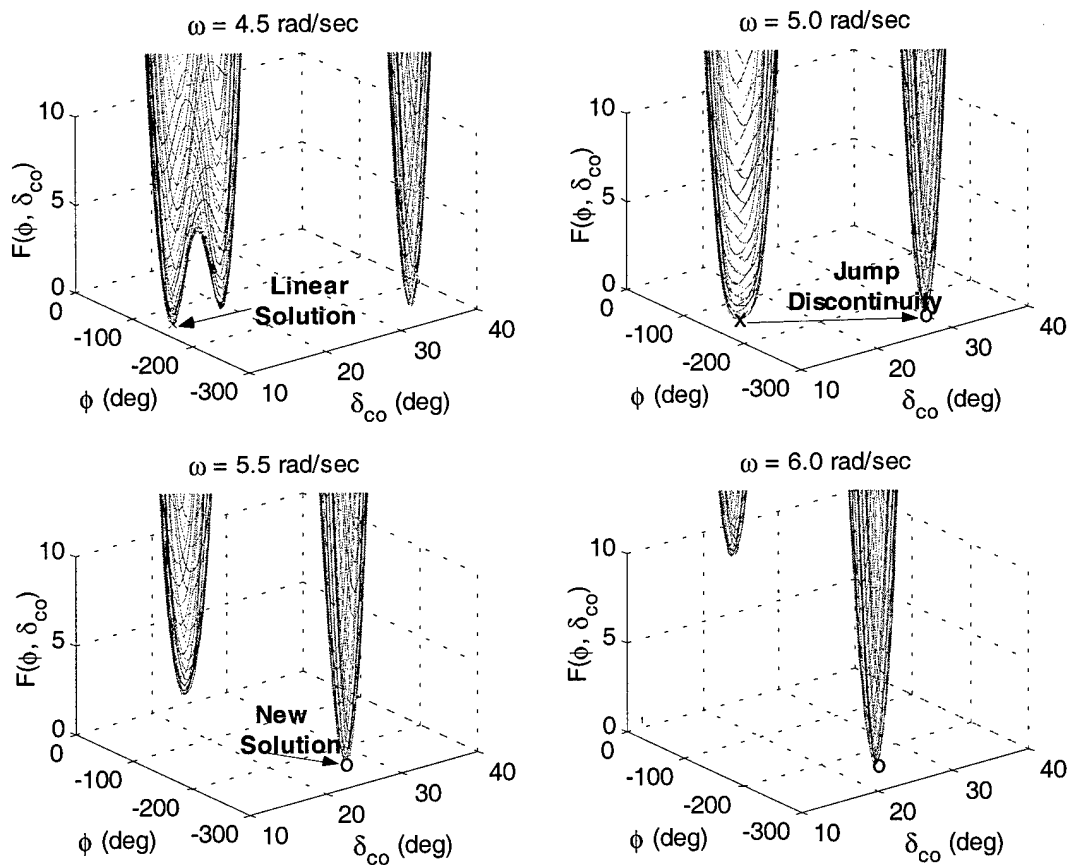 ω = 4.5 rad/sec
10
5
0
F(ϕ, δco)
0
-100
-200
-300
ϕ (deg)
10
20
30
40
δco (deg)
Linear
Solution
ω = 5.0 rad/sec
10
5
0
F(ϕ, δco)
0
-100
-200
-300
ϕ (deg)
10
20
30
40
δco (deg)
Jump
Discontinuity
x
o
ω = 5.5 rad/sec
10
5
0
F(ϕ, δco)
0
-100
-200
-300
ϕ (deg)
10
20
30
40
δco (deg)
New
Solution
o
ω = 6.0 rad/sec
10
5
0
F(ϕ, δco)
0
-100
-200
-300
ϕ (deg)
10
20
30
40
δco (deg)
o